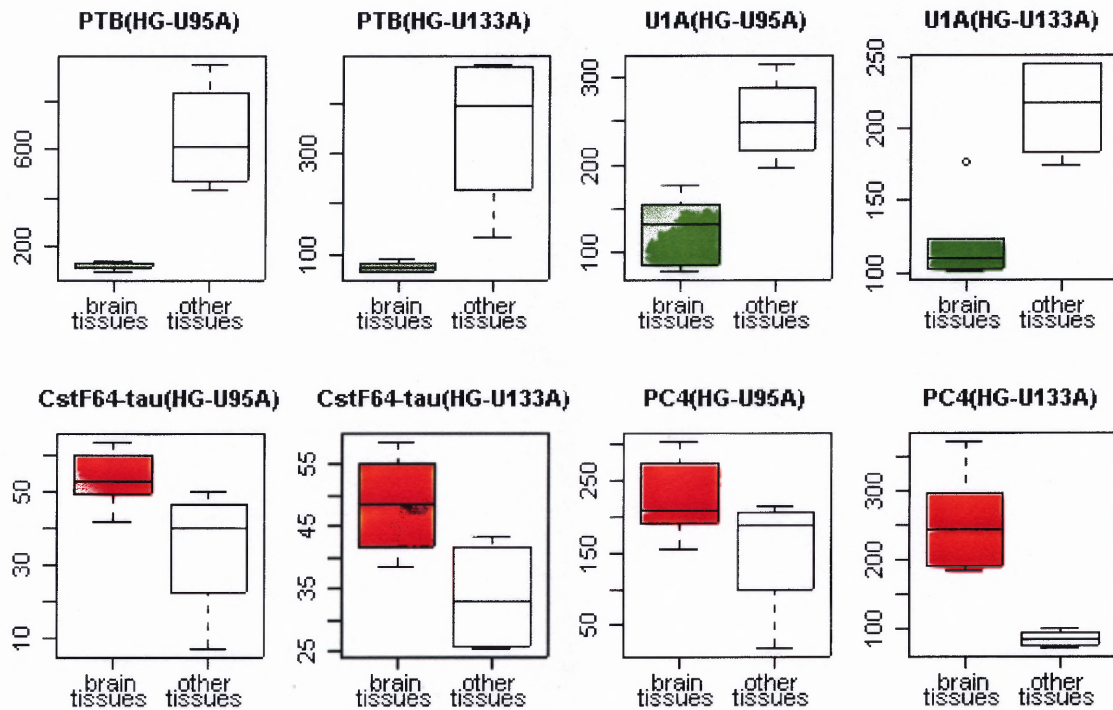 PTB(HG-U95A)
200
600
brain tissues
other tissues
PTB(HG-U133A)
100
300
brain tissues
other tissues
U1A(HG-U95A)
100
150
200
300
brain tissues
other tissues
U1A(HG-U133A)
100
150
200
250
brain tissues
other tissues
CstF64-tau(HG-U95A)
10
30
50
brain tissues
other tissues
CstF64-tau(HG-U133A)
25
35
45
55
brain tissues
other tissues
PC4(HG-U95A)
50
150
250
brain tissues
other tissues
PC4(HG-U133A)
100
200
300
brain tissues
other tissues